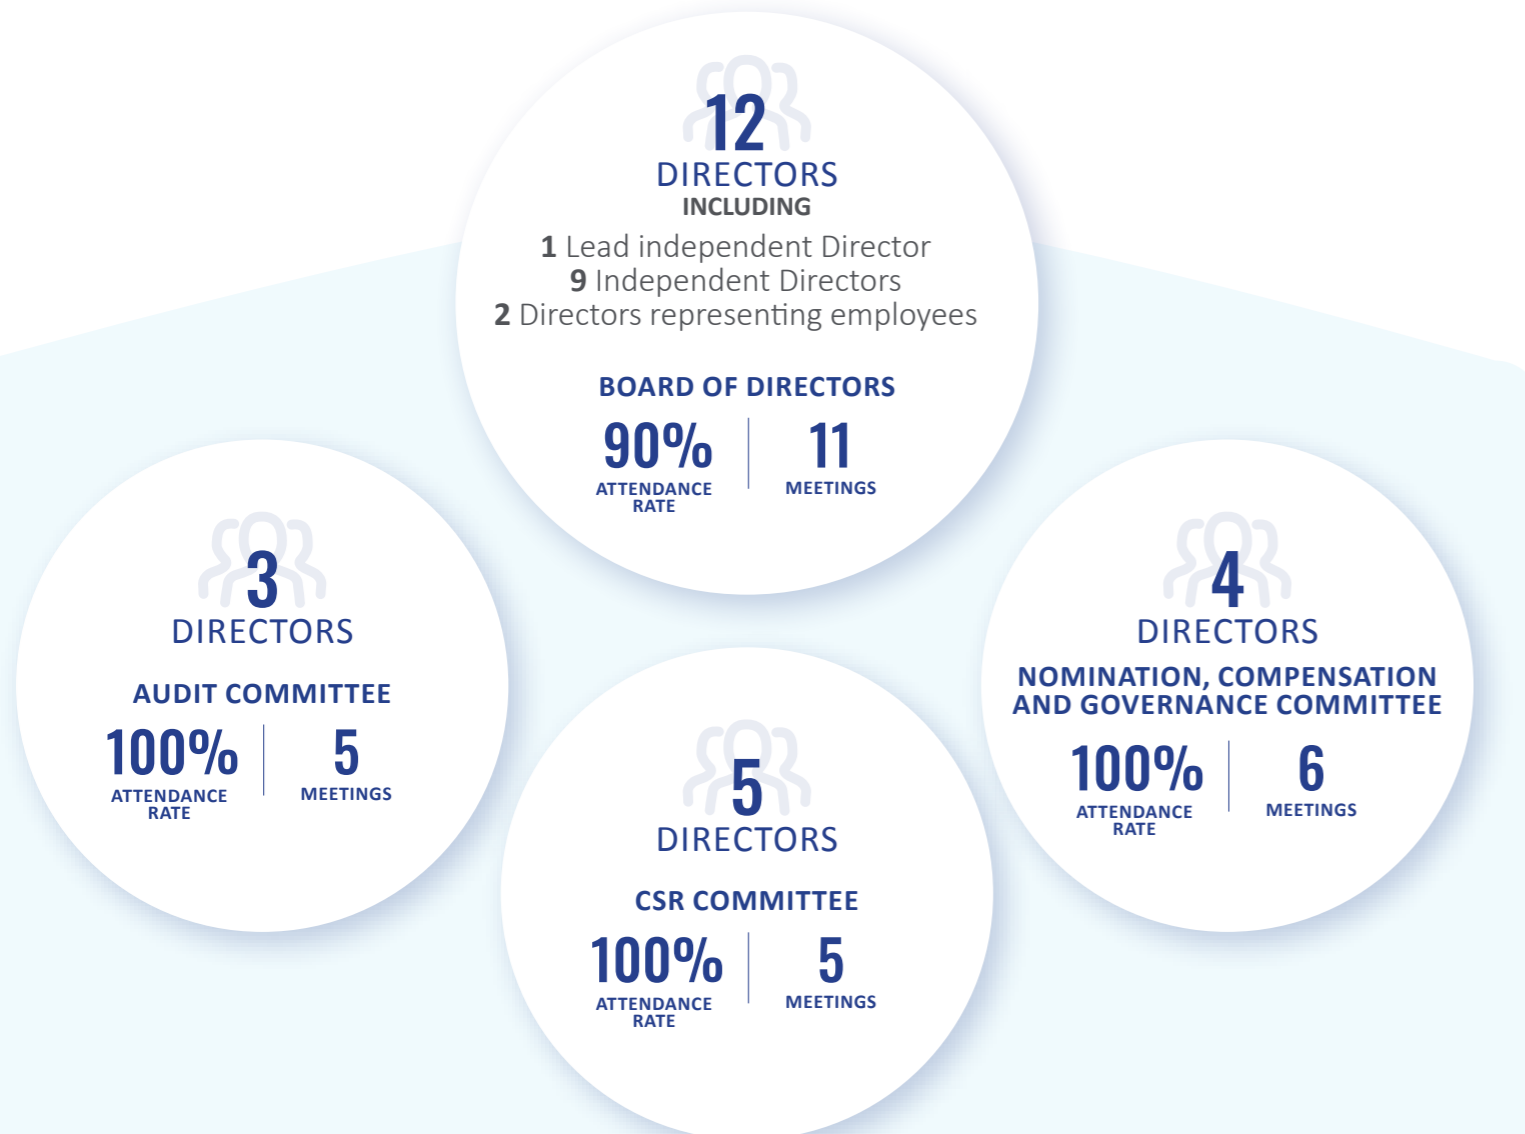 12
DIRECTORS
INCLUDING
1 Lead independent Director
9 Independent Directors
2 Directors representing employees
BOARD OF DIRECTORS
90%
ATTENDANCE
RATE
11
MEETINGS
3
DIRECTORS
AUDIT COMMITTEE
100%
ATTENDANCE
RATE
5
MEETINGS
5
DIRECTORS
CSR COMMITTEE
100%
ATTENDANCE
RATE
5
MEETINGS
4
DIRECTORS
NOMINATION, COMPENSATION
AND GOVERNANCE COMMITTEE
100%
ATTENDANCE
RATE
6
MEETINGS